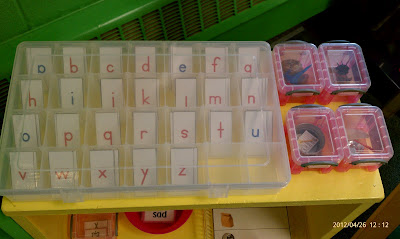 a b c d e f g
h i j k l m n
o p q r s t u
v w x y z
sad
2012/04/26 12:12